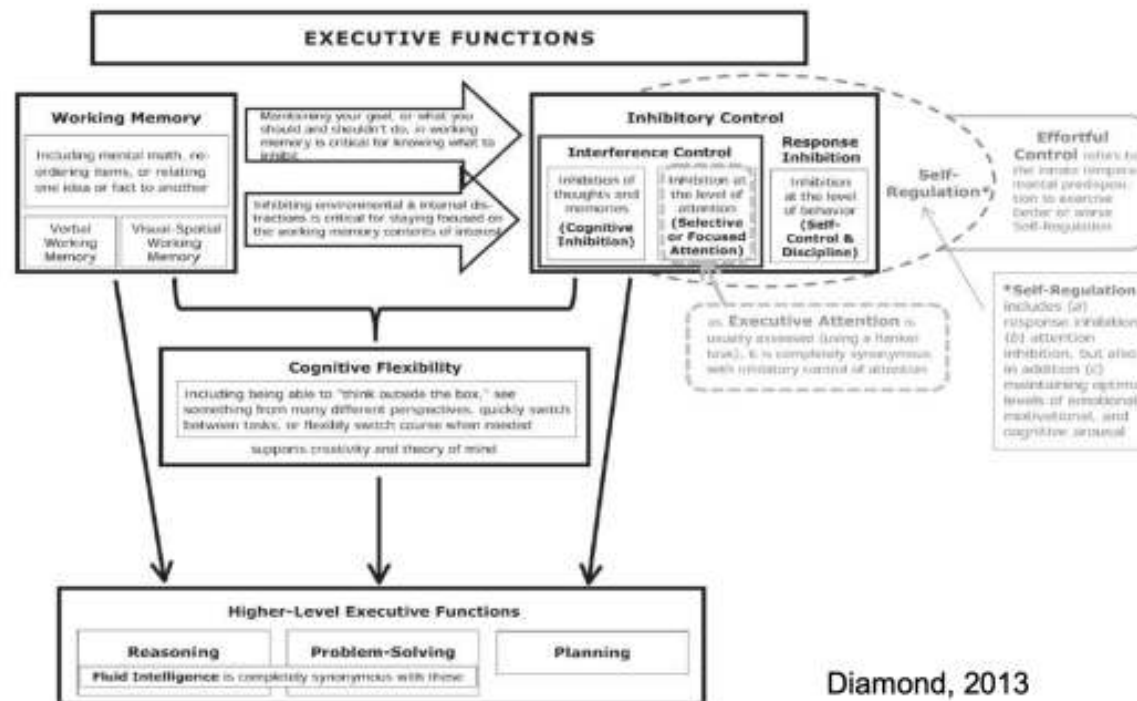 EXECUTIVE FUNCTIONS
Working Memory
Including mental math, re-
ordering items, or relating
one idea or fact to another
Verbal
Working
Memory
Visual-Spatial
Working
Memory
Maintaining your goal, or what you
should and shouldn't do, in working
memory is critical for knowing what to
inhibit
Inhibiting environmental & internal dis-
tractions is critical for staying focused on
the working memory contents of interest
Inhibitory Control
Interference Control
Inhibition of
thoughts and
memories
(Cognitive
Inhibition)
Inhibition at
the level of
attention
(Selective
or Focused
Attention)
Response
Inhibition
Inhibition
at the level
of behavior
(Self-
Control &
Discipline)
Self-
Regulation*
Effortful
Control refers to
the innate tempera-
mental predisposi-
tion to exercise
better or worse
Self-Regulation
*Self-Regulation
includes (a)
response inhibition
(b) attention
inhibition, but also
in addition (c)
maintaining optima
levels of emotional
motivational, and
cognitive arousal
as Executive Attention is
usually assessed (using a flanker
task), it is completely synonymous
with inhibitory control of attention
Cognitive Flexibility
Including being able to "think outside the box," see
something from many different perspectives, quickly switch
between tasks, or flexibly switch course when needed
supports creativity and theory of mind
Higher-Level Executive Functions
Reasoning
Problem-Solving
Planning
Fluid Intelligence is completely synonymous with these
Diamond, 2013